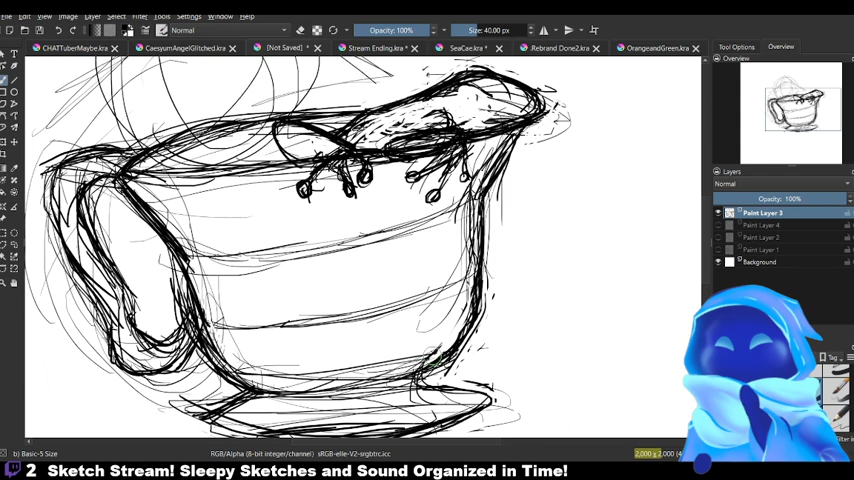 File Edit View Image Layer Select Filter Tools Settings Window Help
Normal
Opacity: 100%
Size: 40.00 px
CHATTuberMaybe.kra
CaesyumAngelGlitched.kra
[Not Saved] *
Stream Ending.kra *
SeaCae.kra *
.Rebrand Done2.kra
OrangeandGreen.kra
Tool Options
Overview
Overview
Layers
Normal
Opacity: 100%
Paint Layer 3
Paint Layer 4
Paint Layer 2
Paint Layer 1
Background
Tag
b) Basic-5 Size
RGB/Alpha (8-bit integer/channel) sRGB-elle-V2-srgbtrc.icc
2,000 x 2,000 (4
2 Sketch Stream! Sleepy Sketches and Sound Organized in Time!